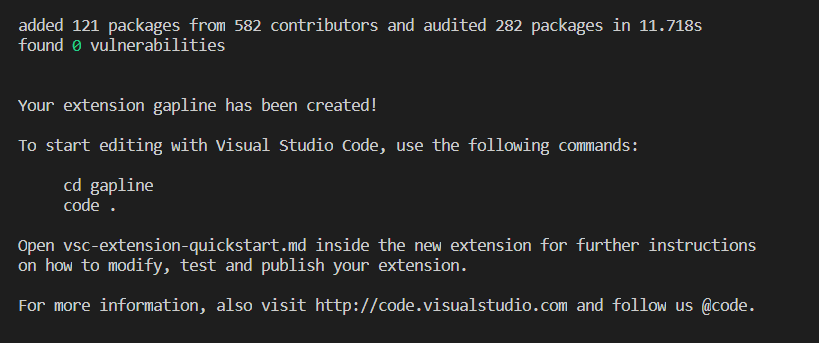 added 121 packages from 582 contributors and audited 282 packages in 11.718s
found 0 vulnerabilities
Your extension gapline has been created!
To start editing with Visual Studio Code, use the following commands:
cd gapline
code .
Open vsc-extension-quickstart.md inside the new extension for further instructions
on how to modify, test and publish your extension.
For more information, also visit http://code.visualstudio.com and follow us @code.